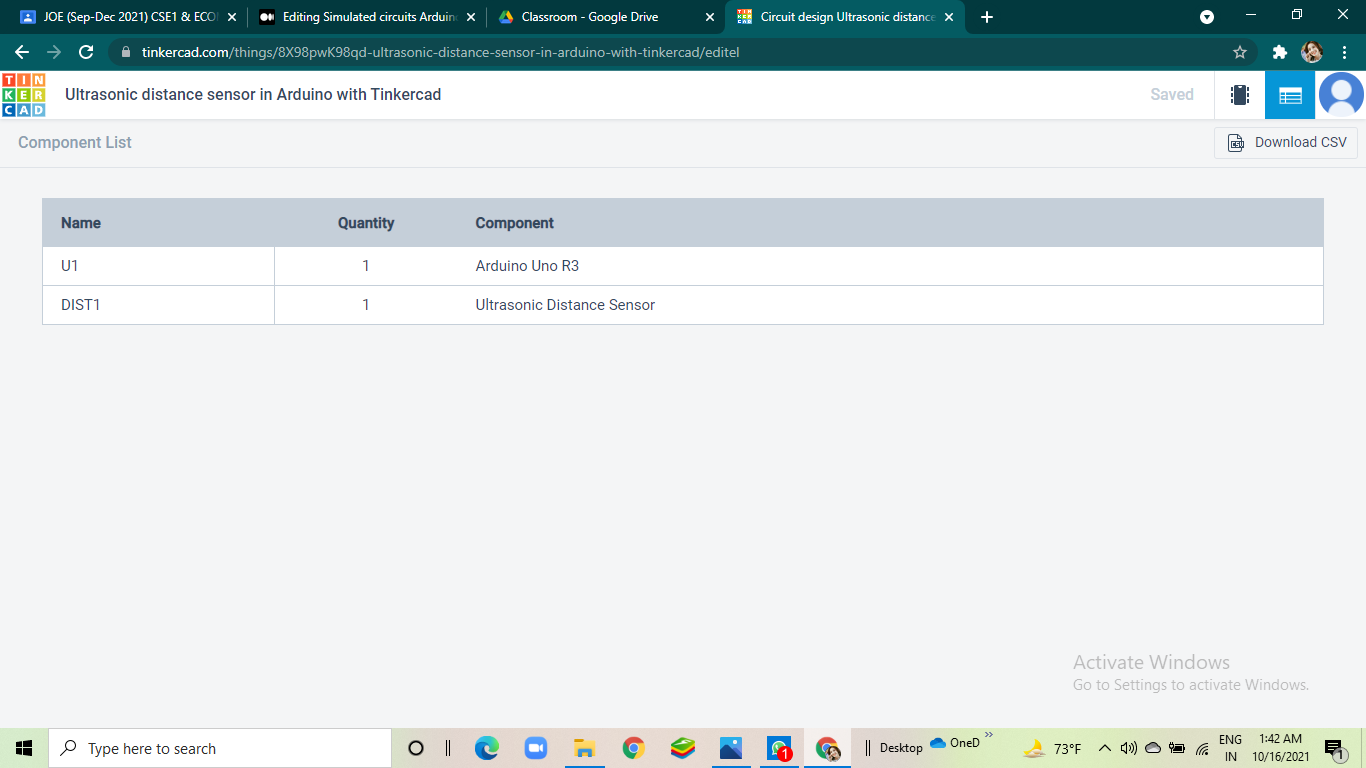 JOE (Sep-Dec 2021) CSE1 & ECO
Editing Simulated circuits Arduin
Classroom - Google Drive
Circuit design Ultrasonic distance
tinkercad.com/things/8X98pwK98qd-ultrasonic-distance-sensor-in-arduino-with-tinkercad/editel
TIN
KER
CAD
Ultrasonic distance sensor in Arduino with Tinkercad
Saved
Component List
Download CSV
Name Quantity Component
U1 1 Arduino Uno R3
DIST1 1 Ultrasonic Distance Sensor
Activate Windows
Go to Settings to activate Windows.
Type here to search
1
Desktop
OneD
73°F
ENG
IN
1:42 AM
10/16/2021
1